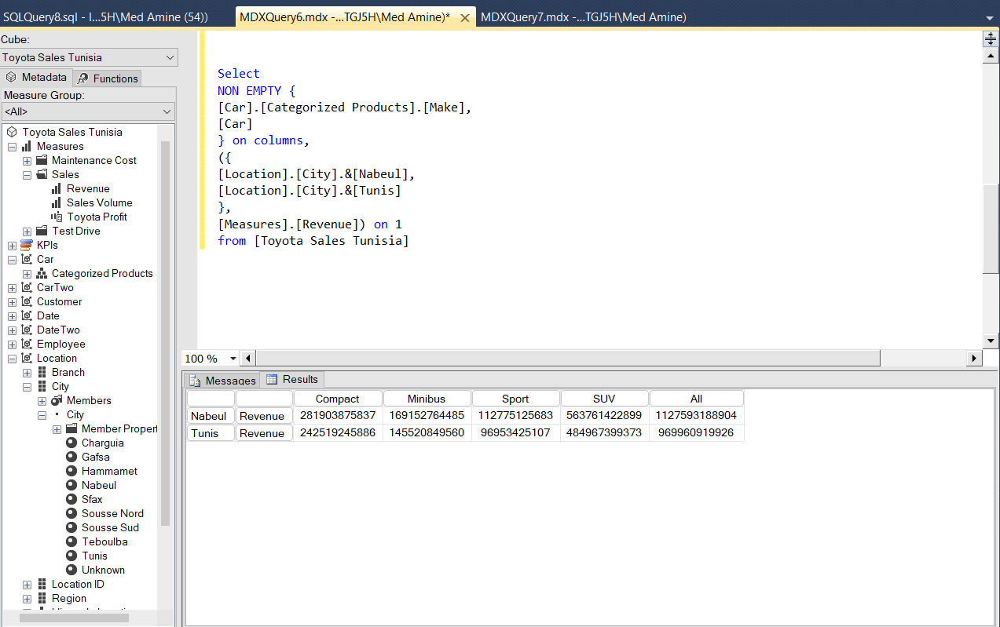 SQLQuery8.sql - I...5H\Med Amine (54))
MDXQuery6.mdx -...TGJ5H\Med Amine)*
MDXQuery7.mdx -...TGJ5H\Med Amine)
Cube:
Toyota Sales Tunisia
Metadata Functions
Measure Group:
<All>
Toyota Sales Tunisia
Measures
Maintenance Cost
Sales
Revenue
Sales Volume
Toyota Profit
Test Drive
KPIs
Car
Categorized Products
CarTwo
Customer
Date
DateTwo
Employee
Location
Branch
City
Members
City
Member Propert
Charguia
Gafsa
Hammamet
Nabeul
Sfax
Sousse Nord
Sousse Sud
Teboulba
Tunis
Unknown
Location ID
Region
Select
NON EMPTY {
[Car].[Categorized Products].[Make],
[Car]
} on columns,
({
[Location].[City].&[Nabeul],
[Location].[City].&[Tunis]
},
[Measures].[Revenue]) on 1
from [Toyota Sales Tunisia]
100 %
Messages Results
Compact Minibus Sport SUV All
Nabeul Revenue 281903875837 169152764485 112775125683 563761422899 1127593188904
Tunis Revenue 242519245886 145520849560 96953425107 484967399373 969960919926